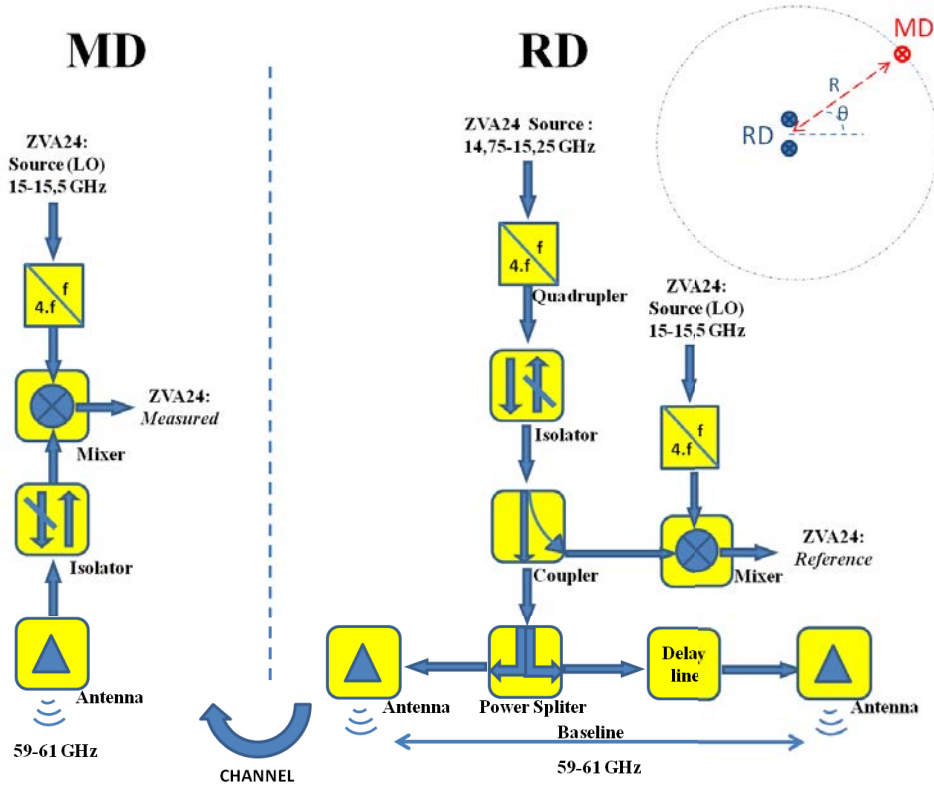 MD
RD
MD
R
θ
RD
ZVA24:
Source (LO)
15-15,5 GHz
f
4.f
ZVA24:
Measured
Mixer
Isolator
Antenna
59-61 GHz
CHANNEL
ZVA24 Source :
14,75-15,25 GHz
f
4.f
Quadrupler
Isolator
Coupler
ZVA24:
Source (LO)
15-15,5 GHz
f
4.f
ZVA24:
Reference
Mixer
Antenna
Power Spliter
Delay
line
Antenna
Baseline
59-61 GHz